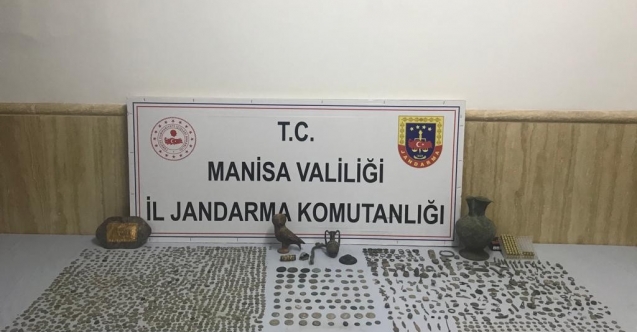 T.C.
MANİSA VALİLİĞİ
İL JANDARMA KOMUTANLIĞI
JANDARMA